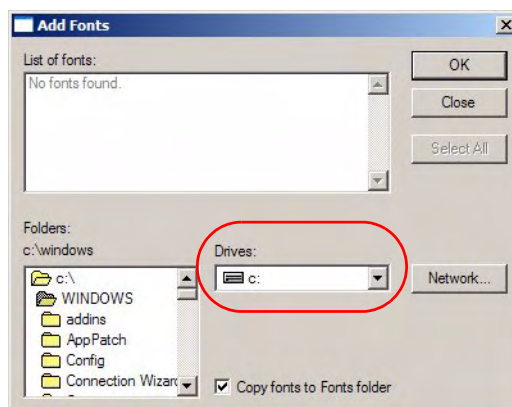 Add Fonts
List of fonts:
No fonts found.
OK
Close
Select All
Folders:
c:\windows
c:\
WINDOWS
addins
AppPatch
Config
Connection Wizard
Drives:
c:
Network...
Copy fonts to Fonts folder